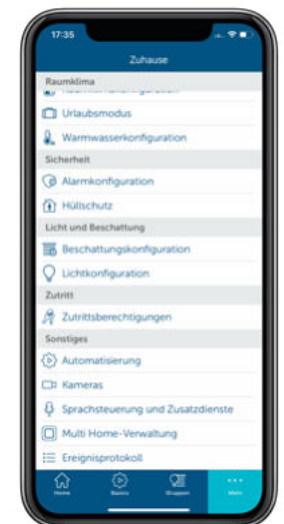 17:35
Zuhause
Raumklima
Urlaubsmodus
Warmwasserkonfiguration
Sicherheit
Alarmkonfiguration
Hüllschutz
Licht und Beschattung
Beschattungskonfiguration
Lichtkonfiguration
Zutritt
Zutrittsberechtigungen
Sonstiges
Automatisierung
Kameras
Sprachsteuerung und Zusatzdienste
Multi Home-Verwaltung
Ereignisprotokoll
Home Basics Gruppen Mehr